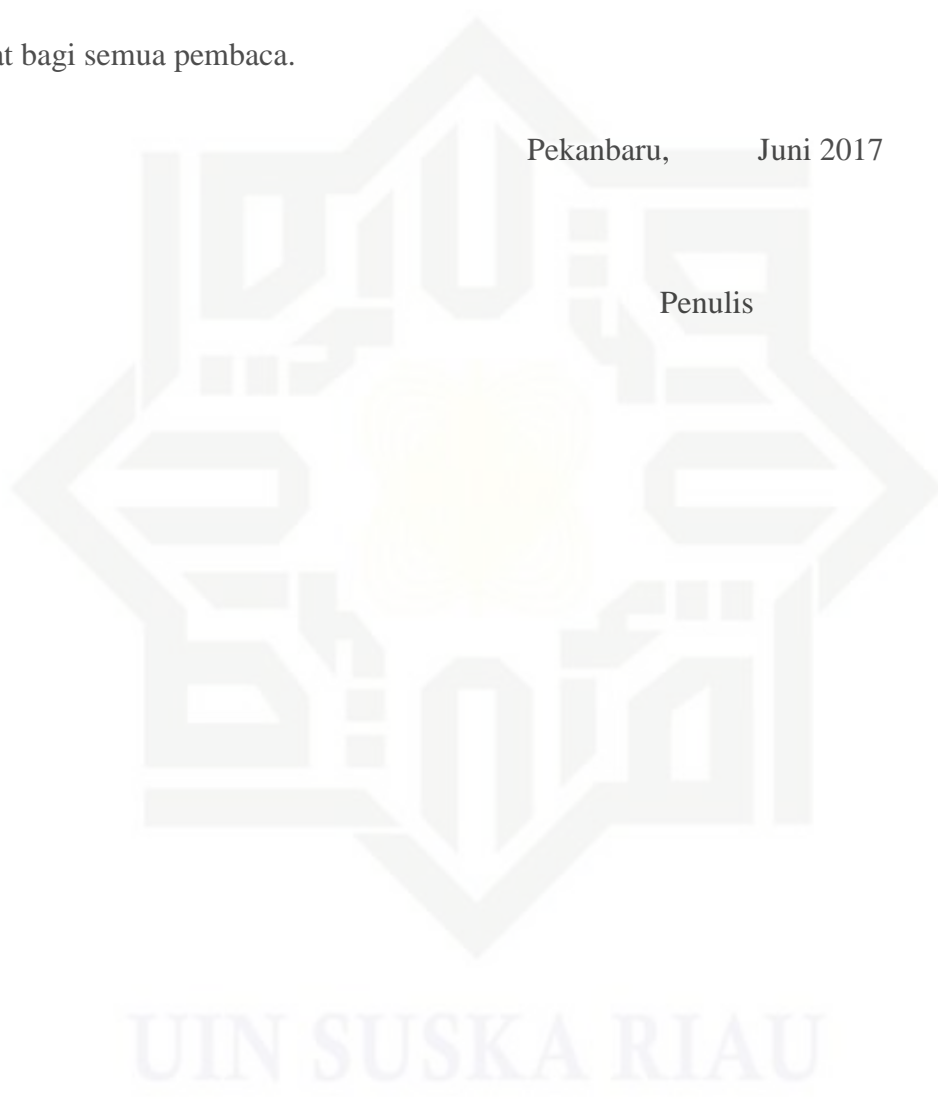 at bagi semua pembaca.
Pekanbaru, Juni 2017
Penulis
UIN SUSKA RIAU